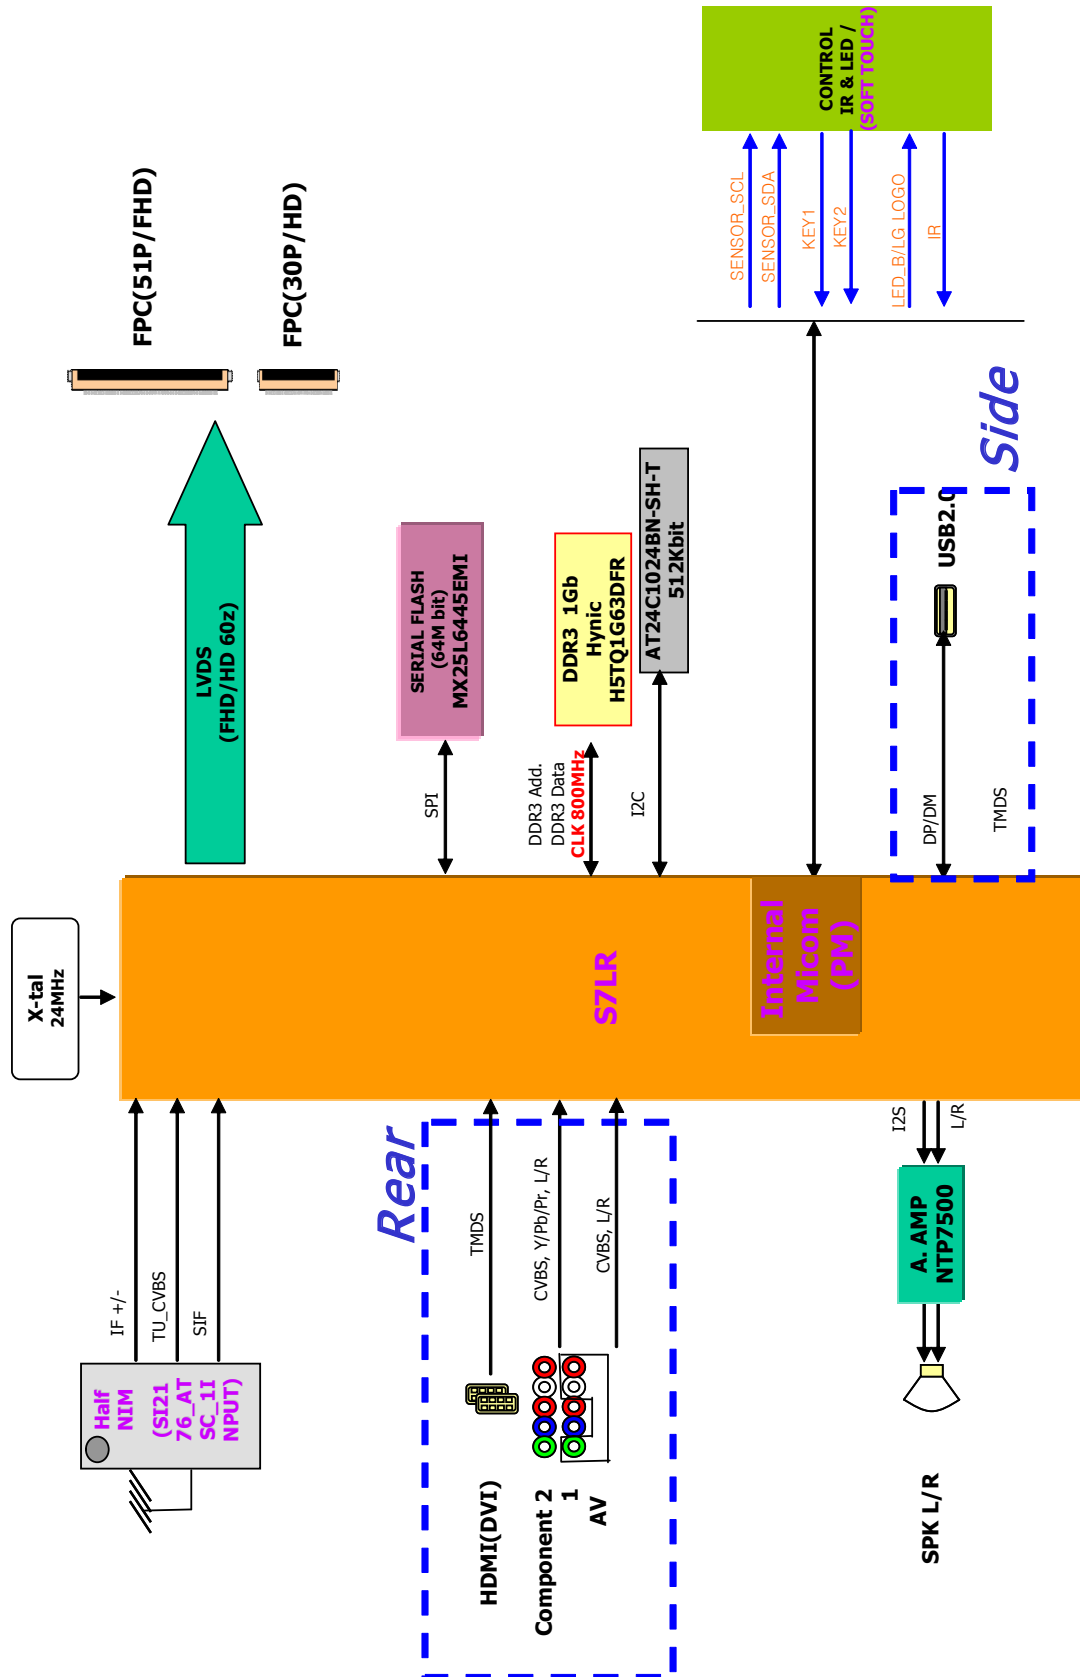 X-tal
24MHz
Half
NIM
(SI21
76_AT
SC_1I
NPUT)
IF +/-
TU_CVBS
SIF
LVDS
(FHD/HD 60z)
FPC(51P/FHD)
FPC(30P/HD)
S7LR
Rear
HDMI(DVI)
TMDS
Component 2
1
AV
CVBS, Y/Pb/Pr, L/R
CVBS, L/R
SPI
SERIAL FLASH
(64M bit)
MX25L6445EMI
DDR3 Add.
DDR3 Data
CLK 800MHz
DDR3 1Gb
Hynic
H5TQ1G63DFR
I2C
AT24C1024BN-SH-T
512Kbit
Internal
Micom
(PM)
SENSOR_SCL
SENSOR_SDA
KEY1
KEY2
LED_B/LG LOGO
IR
CONTROL
IR & LED /
(SOFT TOUCH)
SPK L/R
A. AMP
NTP7500
I2S
L/R
DP/DM
USB2.0
TMDS
Side